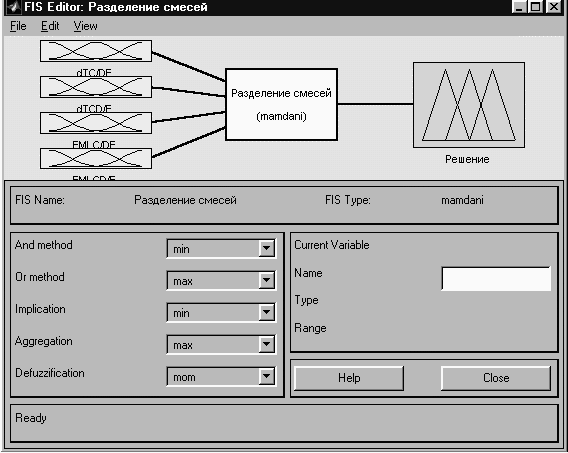 FIS Editor: Разделение смесей
File Edit View
dTC/DE
dTCD/E
EMLC/DE
EMLCD/E
Разделение смесей
(mamdani)
Решение
FIS Name: Разделение смесей FIS Type: mamdani
And method min
Or method max
Implication min
Aggregation max
Defuzzification mom
Current Variable
Name
Type
Range
Help Close
Ready